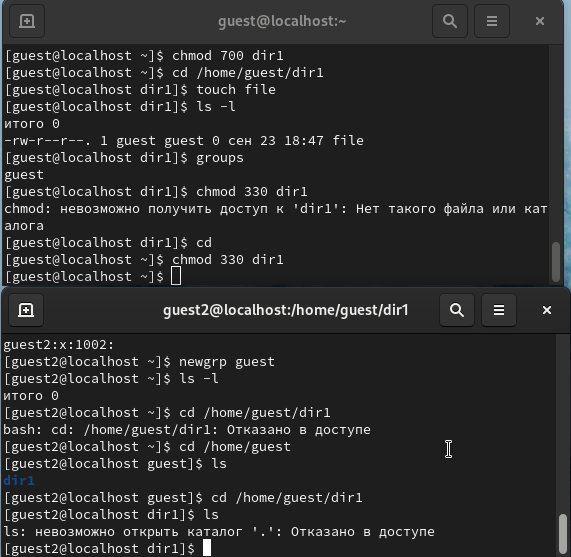 guest@localhost:~
[guest@localhost ~]$ chmod 700 dir1
[guest@localhost ~]$ cd /home/guest/dir1
[guest@localhost dir1]$ touch file
[guest@localhost dir1]$ ls -l
итого 0
-rw-r--r--. 1 guest guest 0 сен 23 18:47 file
[guest@localhost dir1]$ groups
guest
[guest@localhost dir1]$ chmod 330 dir1
chmod: невозможно получить доступ к 'dir1': Нет такого файла или кат
алога
[guest@localhost dir1]$ cd
[guest@localhost ~]$ chmod 330 dir1
[guest@localhost ~]$
guest2@localhost:/home/guest/dir1
guest2:x:1002:
[guest2@localhost ~]$ newgrp guest
[guest2@localhost ~]$ ls -l
итого 0
[guest2@localhost ~]$ cd /home/guest/dir1
bash: cd: /home/guest/dir1: Отказано в доступе
[guest2@localhost ~]$ cd /home/guest
[guest2@localhost guest]$ ls
dir1
[guest2@localhost guest]$ cd /home/guest/dir1
[guest2@localhost dir1]$ ls
ls: невозможно открыть каталог '.': Отказано в доступе
[guest2@localhost dir1]$